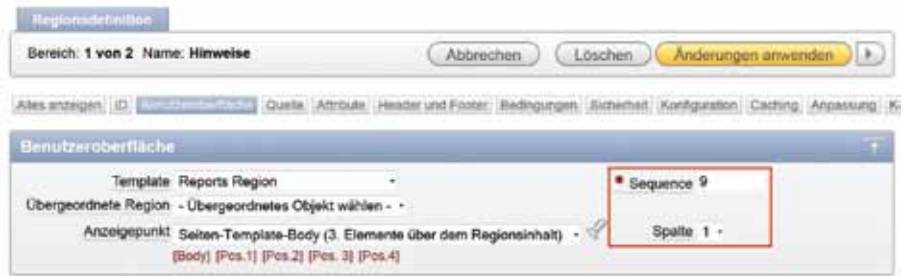 Regionsdefinition
Bereich: 1 von 2 Name: Hinweise Abbrechen Löschen Änderungen anwenden
Alles anzeigen ID Benutzeroberfläche Quelle Attribute Header und Footer Bedingungen Sicherheit Konfiguration Caching Anpassung K
Benutzeroberfläche
Template Reports Region * Sequence 9
Übergeordnete Region - Übergeordnetes Objekt wählen -
Anzeigepunkt Seiten-Template-Body (3. Elemente über dem Regionsinhalt) Spalte 1
[Body] [Pos.1] [Pos.2] [Pos. 3] [Pos.4]